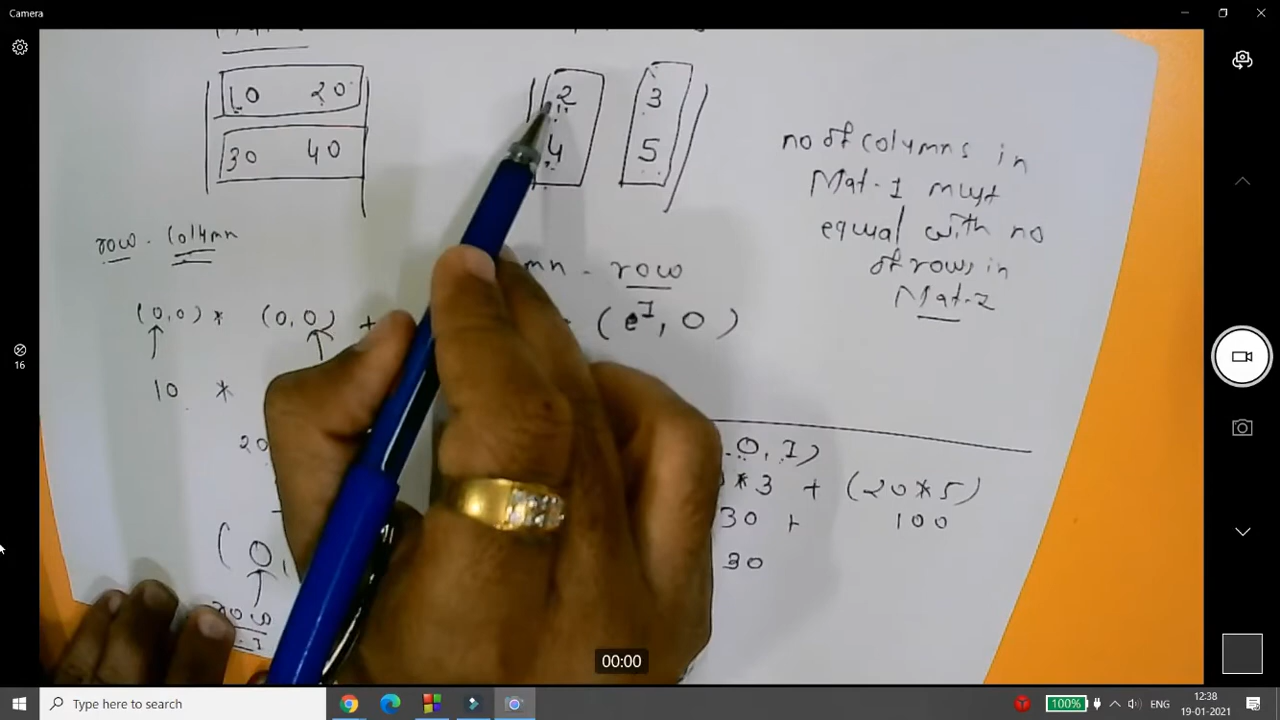 Camera
10 20
30 40
2 3
4 5
no of columns in
Mat-1 must
equal with no
of rows in
Mat-2
row - column
mn - row
(0,0) * (0,0) +
, 0)
10 *
20
0, 1)
*3 + (20*5)
30 + 100
30
(0,
16
00:00
Type here to search
100%
ENG
12:38
19-01-2021